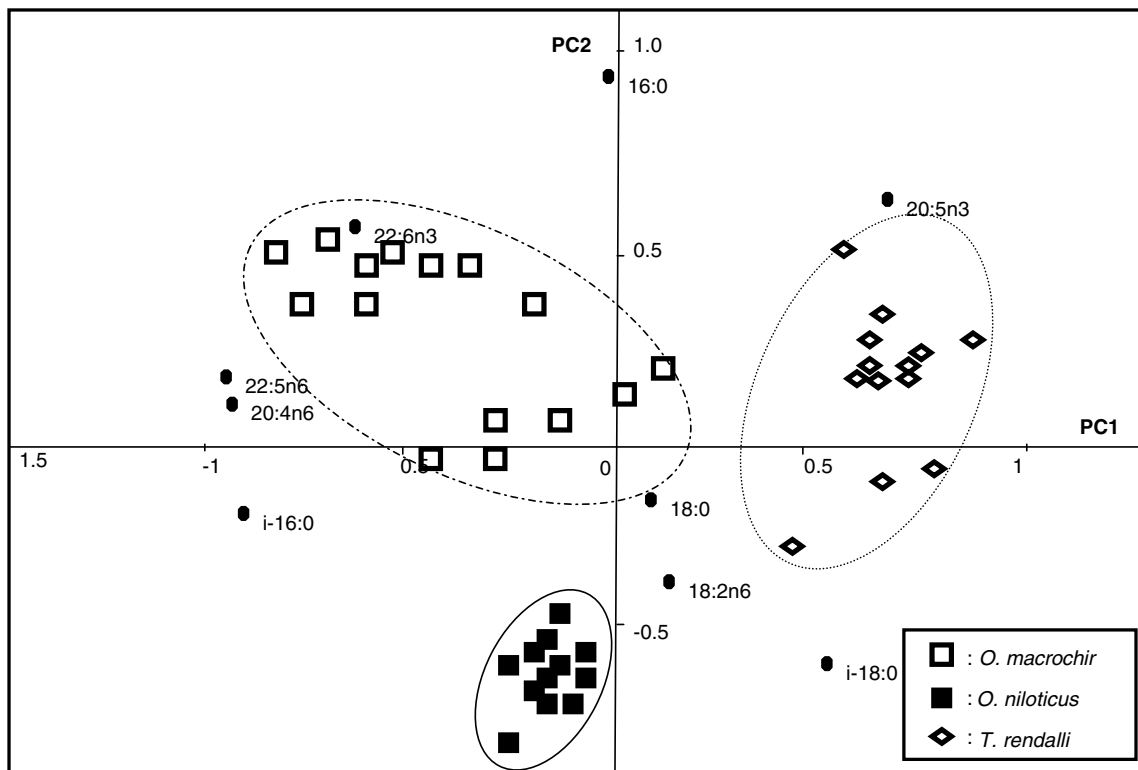 PC2
1.0
16:0
20:5n3
22:6n3
0.5
22:5n6
20:4n6
PC1
1.5
-1
0.5
0
0.5
1
18:0
i-16:0
18:2n6
-0.5
i-18:0
: O. macrochir
: O. niloticus
: T. rendalli